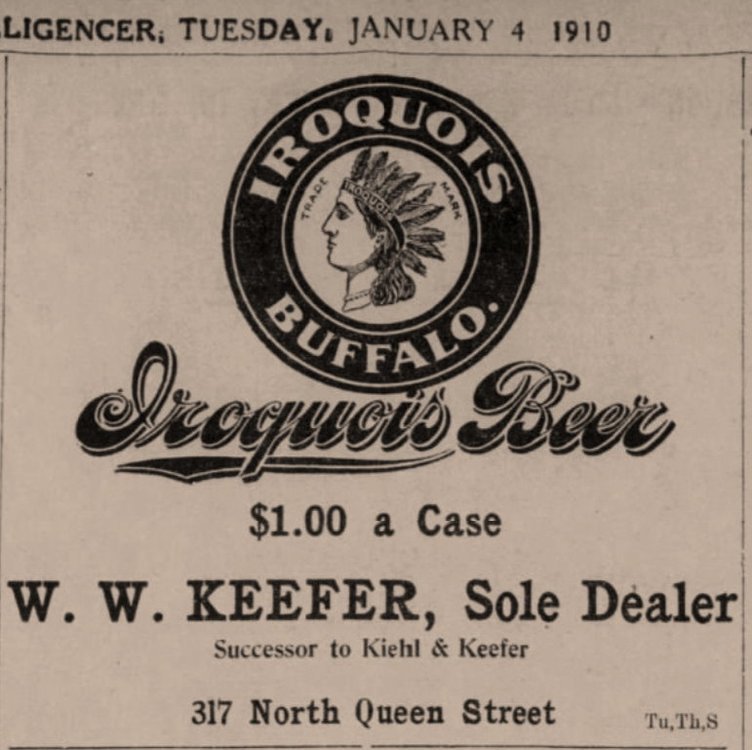 LIGENCER, TUESDAY, JANUARY 4 1910
IROQUOIS
TRADE MARK
IROQUOIS
BUFFALO.
Iroquois Beer
$1.00 a Case
W. W. KEEFER, Sole Dealer
Successor to Kiehl & Keefer
317 North Queen Street
Tu,Th,S